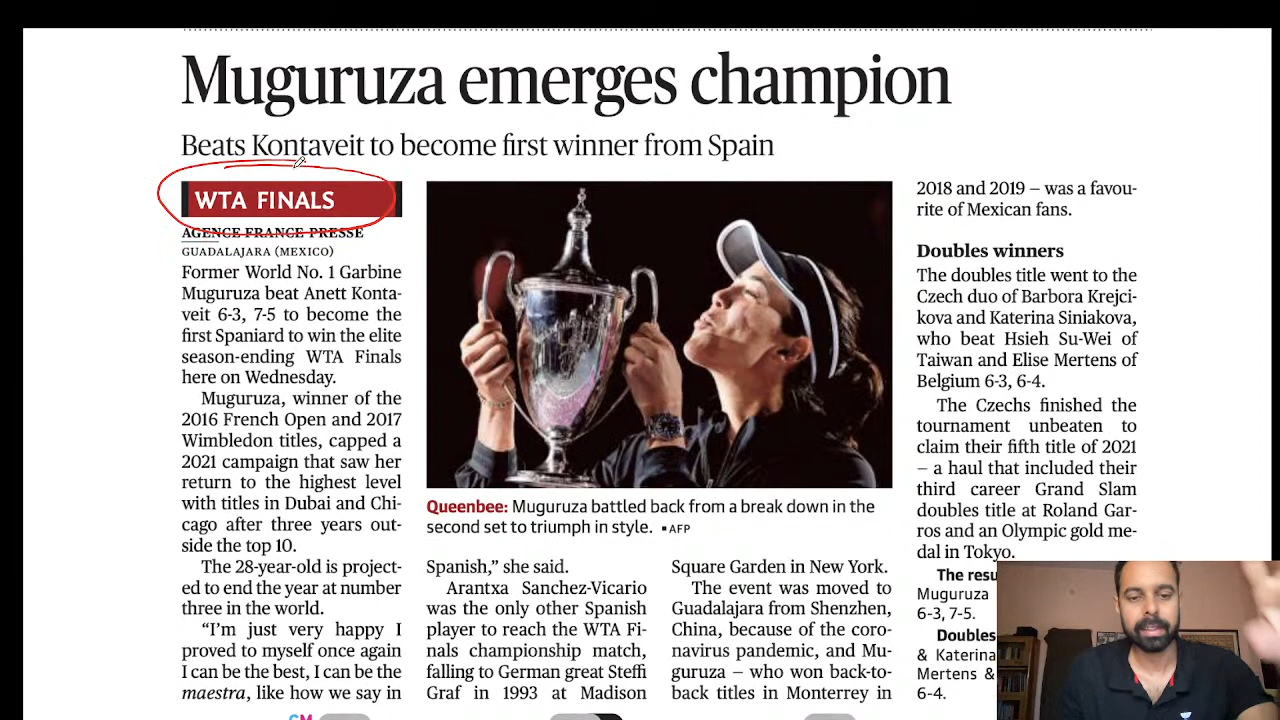 Muguruza emerges champion
Beats Kontaveit to become first winner from Spain
WTA FINALS
AGENCE FRANCE-PRESSE
GUADALAJARA (MEXICO)
Former World No. 1 Garbine
Muguruza beat Anett Konta-
veit 6-3, 7-5 to become the
first Spaniard to win the elite
season-ending WTA Finals
here on Wednesday.
Muguruza, winner of the
2016 French Open and 2017
Wimbledon titles, capped a
2021 campaign that saw her
return to the highest level
with titles in Dubai and Chi-
cago after three years out-
side the top 10.
The 28-year-old is project-
ed to end the year at number
three in the world.
“I’m just very happy I
proved to myself once again
I can be the best, I can be the
maestra, like how we say in
Queenbee: Muguruza battled back from a break down in the
second set to triumph in style. ▪AFP
Spanish,” she said.
Arantxa Sanchez-Vicario
was the only other Spanish
player to reach the WTA Fi-
nals championship match,
falling to German great Steffi
Graf in 1993 at Madison
Square Garden in New York.
The event was moved to
Guadalajara from Shenzhen,
China, because of the coro-
navirus pandemic, and Mu-
guruza – who won back-to-
back titles in Monterrey in
2018 and 2019 – was a favou-
rite of Mexican fans.
Doubles winners
The doubles title went to the
Czech duo of Barbora Krejci-
kova and Katerina Siniakova,
who beat Hsieh Su-Wei of
Taiwan and Elise Mertens of
Belgium 6-3, 6-4.
The Czechs finished the
tournament unbeaten to
claim their fifth title of 2021
– a haul that included their
third career Grand Slam
doubles title at Roland Gar-
ros and an Olympic gold me-
dal in Tokyo.
The resu
Muguruza
6-3, 7-5.
Doubles
& Katerina
Mertens &
6-4.